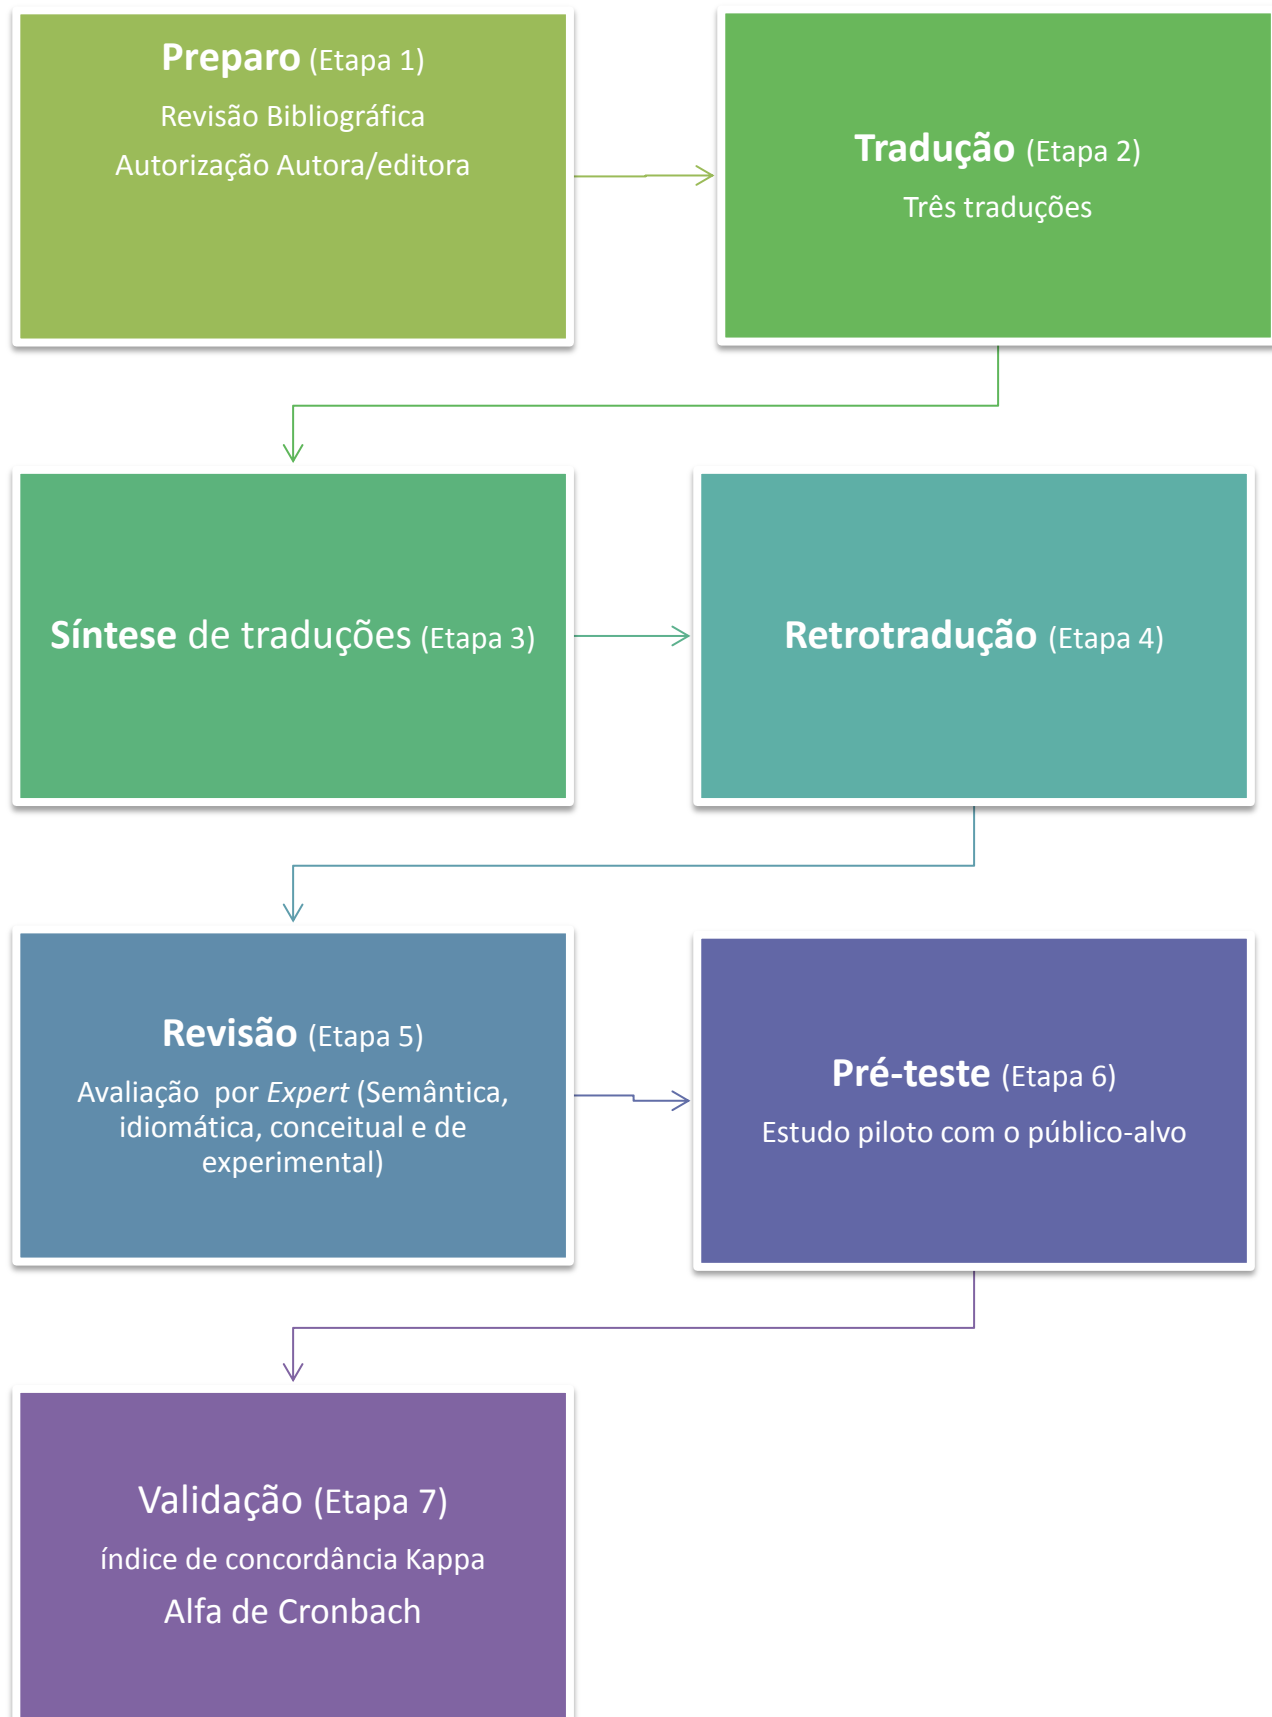 Preparo (Etapa 1)
Revisão Bibliográfica
Autorização Autora/editora
Tradução (Etapa 2)
Três traduções
Síntese de traduções (Etapa 3)
Retrotradução (Etapa 4)
Revisão (Etapa 5)
Avaliação por Expert (Semântica,
idiomática, conceitual e de
experimental)
Pré-teste (Etapa 6)
Estudo piloto com o público-alvo
Validação (Etapa 7)
índice de concordância Kappa
Alfa de Cronbach